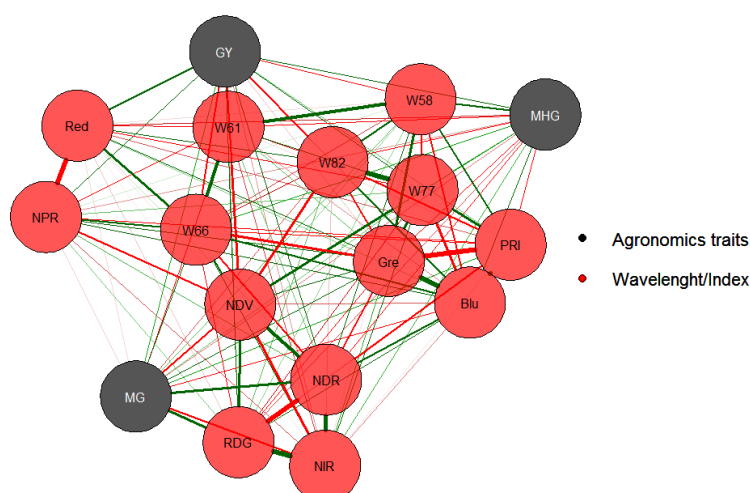 GY
W58
MHG
Red
W61
W82
W77
NPR
W66
PRI
Gre
Agronomics traits
Wavelenght/Index
NDV
Blu
NDR
MG
RDG
NIR